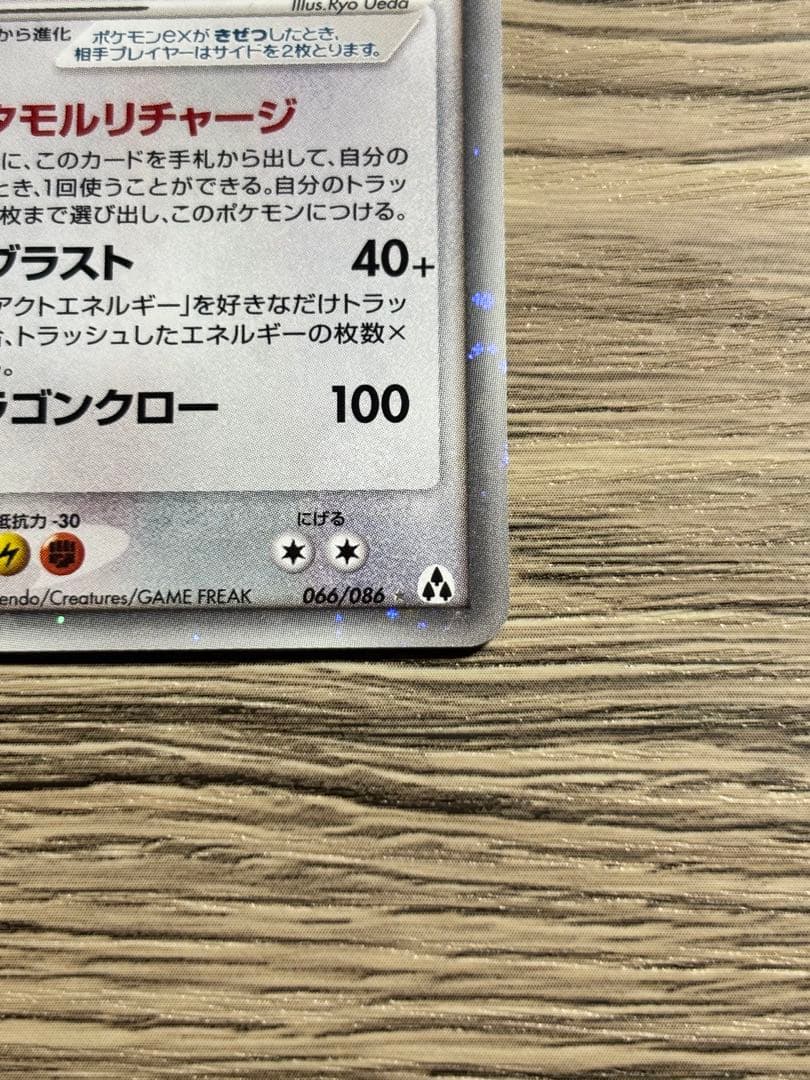 Illus.Ryo Ueda
から進化
ポケモンexが きぜつしたとき、
相手プレイヤーはサイドを2枚とります。
タモルリチャージ
に、このカードを手札から出して、自分の
とき、1回使うことができる。自分のトラッ
枚まで選び出し、このポケモンにつける。
ブラスト 40+
アクトエネルギー」を好きなだけトラッ
、トラッシュしたエネルギーの枚数×
。
ラゴンクロー 100
抵抗力 -30
にげる
endo/Creatures/GAME FREAK
066/086 ★